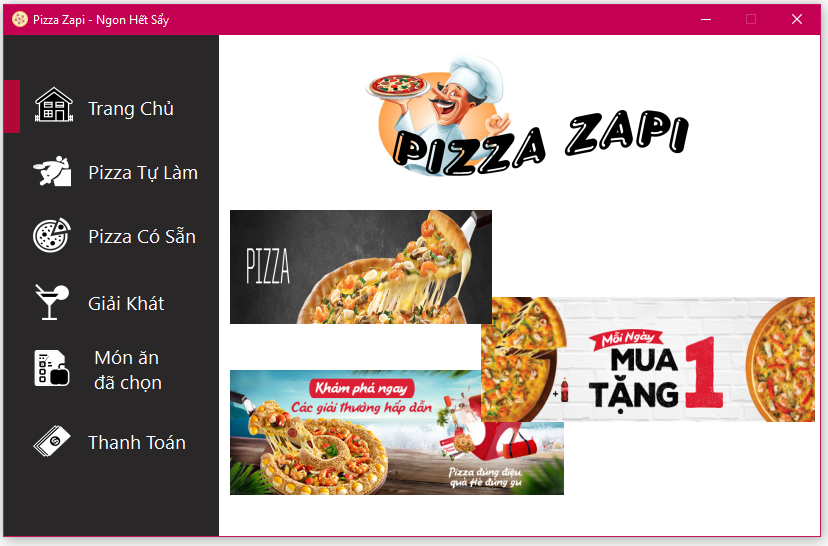 Pizza Zapi - Ngon Hết Sẩy
Trang Chủ
Pizza Tự Làm
Pizza Có Sẵn
Giải Khát
Món ăn
đã chọn
Thanh Toán
PIZZA ZAPI
PIZZA
Mỗi Ngày
MUA
TẶNG 1
+
Khám phá ngay
Các giải thưởng hấp dẫn
Pizza đúng điệu,
quà Hè đúng gu